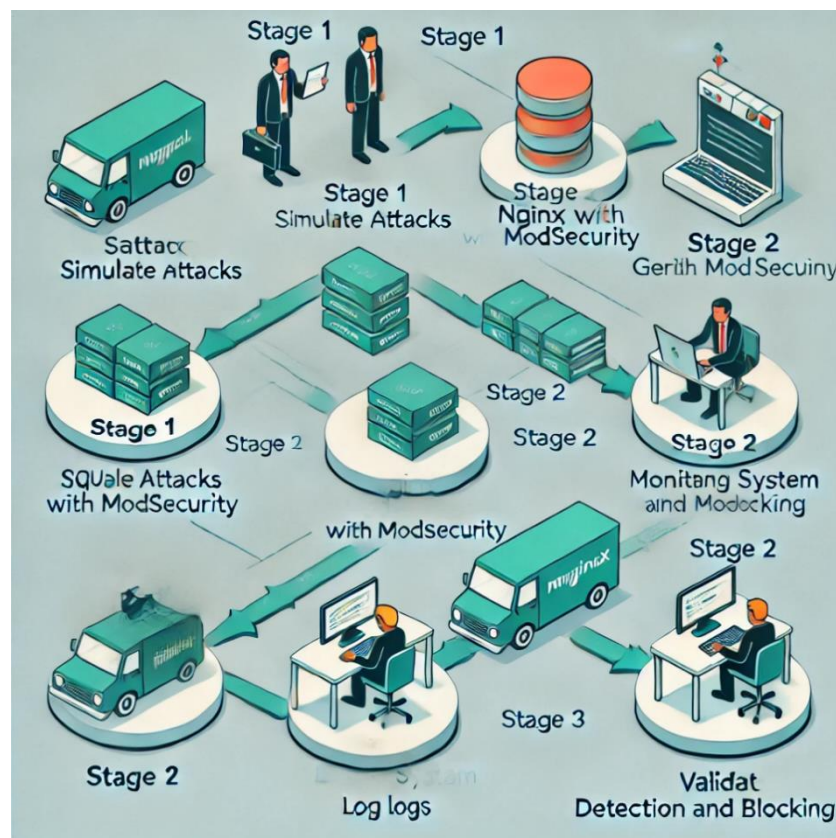 Stage 1
Stage 1
Stage 1
Simulate Attacks
Simulate Attacks
Stage
Nginx with
ModSecurity
Stage 2
ModSecuiny
Stage 1
Stage 2
Stage 2
Stage 2
Stage 2
SQUale Attacks
with ModSecurity
Monitang System
and Modocking
with Modsecurity
Stage 2
Stage 3
Stage 2
Log logs
Validat
Detection and Blocking